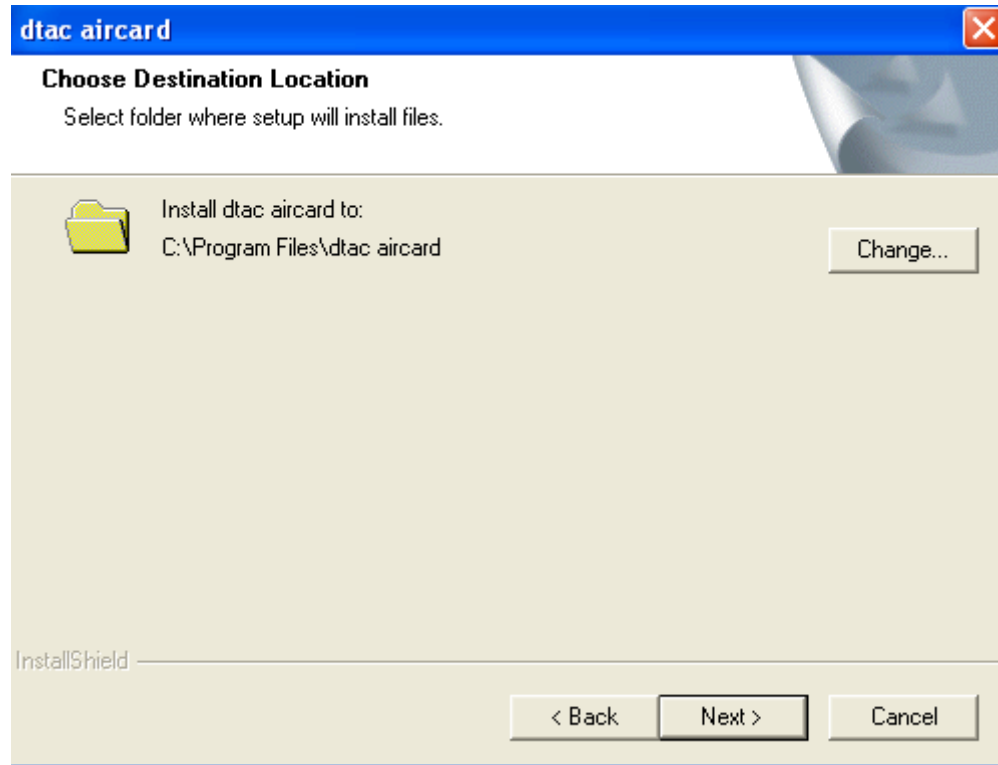 dtac aircard
Choose Destination Location
Select folder where setup will install files.
Install dtac aircard to:
C:\Program Files\dtac aircard
Change...
InstallShield
< Back
Next >
Cancel